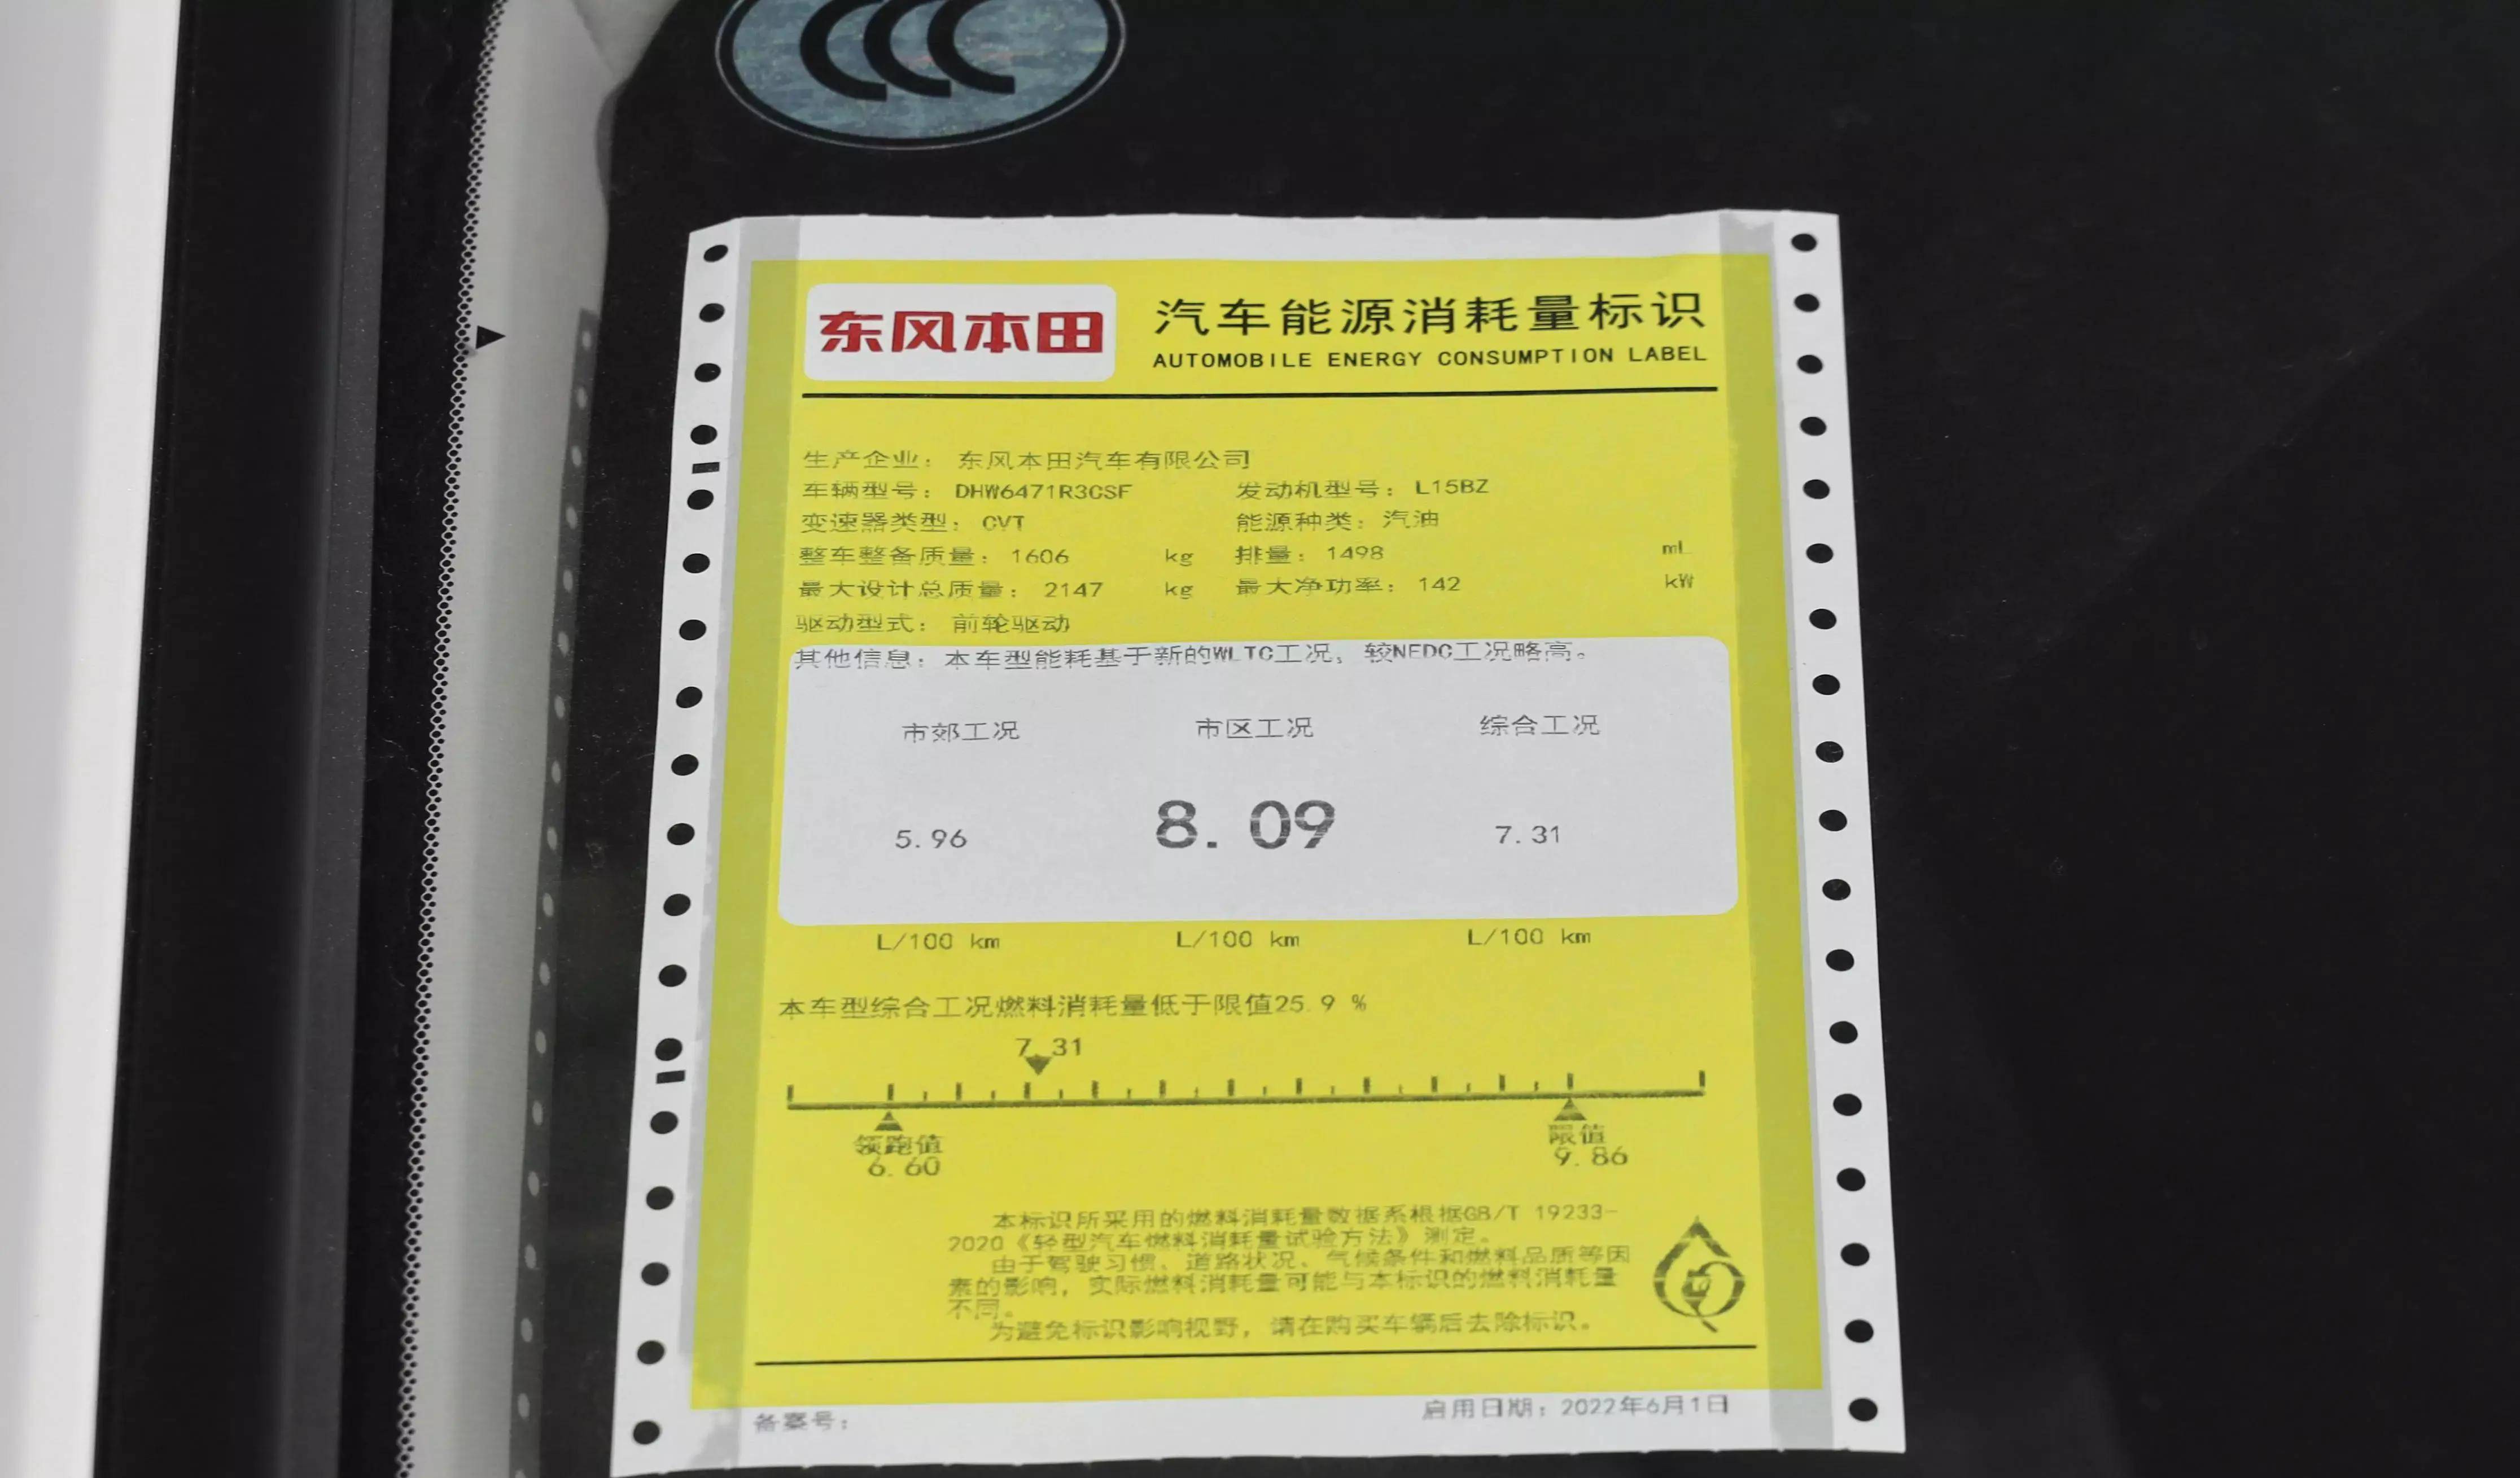 CCC
东风本田
汽车能源消耗量标识
AUTOMOBILE ENERGY CONSUMPTION LABEL
生产企业：东风本田汽车有限公司
车辆型号：DHW6471R3CSF 发动机型号：L15BZ
变速器类型：CVT 能源种类：汽油
整车整备质量：1606 kg 排量：1498 mL
最大设计总质量：2147 kg 最大净功率：142 kW
驱动型式：前轮驱动
其他信息：本车型能耗基于新的WLTC工况，较NEDC工况略高。
市郊工况 市区工况 综合工况
5.96 8.09 7.31
L/100 km L/100 km L/100 km
本车型综合工况燃料消耗量低于限值25.9 %
7.31
领跑值 限值
6.60 9.86
本标识所采用的燃料消耗量数据系根据GB/T 19233-
2020《轻型汽车燃料消耗量试验方法》测定。
由于驾驶习惯、道路状况、气候条件和燃料品质等因
素的影响，实际燃料消耗量可能与本标识的燃料消耗量
不同。
为避免标识影响视野，请在购买车辆后去除标识。
备案号： 启用日期：2022年6月1日